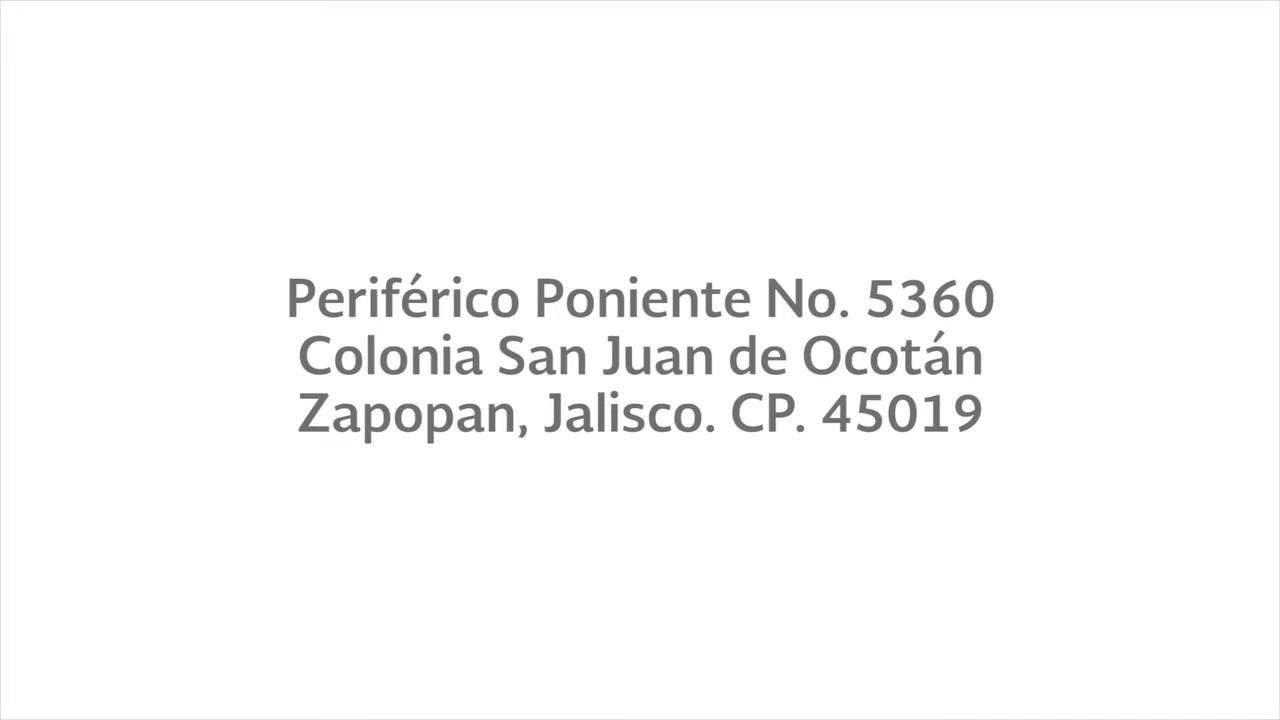 Periférico Poniente No. 5360
Colonia San Juan de Ocotán
Zapopan, Jalisco. CP. 45019